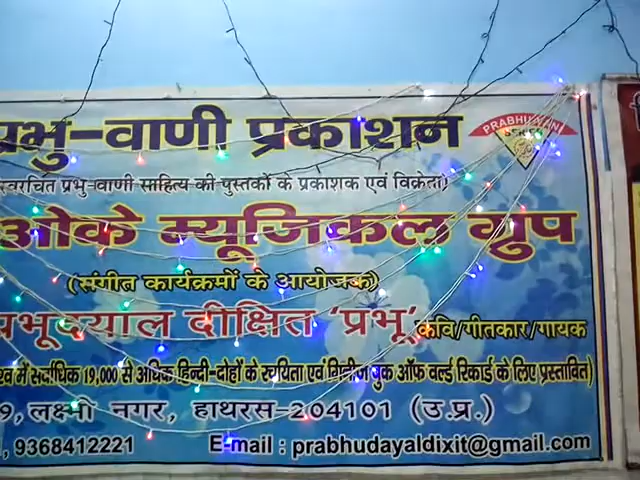 प्रभु-वाणी प्रकाशन
PRABHUVANI
SERIES
स्वरचित प्रभु-वाणी साहित्य की पुस्तकों के प्रकाशक एवं विक्रेता)
ओके म्यूजिकल ग्रुप
(संगीत कार्यक्रमों के आयोजक)
प्रभूदयाल दीक्षित 'प्रभू' कवि/गीतकार/गायक
में सर्वाधिक 19,000 से अधिक हिन्दी-दोहों के रचयिता एवं गिनीज बुक ऑफ वर्ल्ड रिकार्ड के लिए प्रस्तावित)
9, लक्ष्मी नगर, हाथरस-204101 (उ.प्र.)
, 9368412221 E-mail : prabhudayaldixit@gmail.com